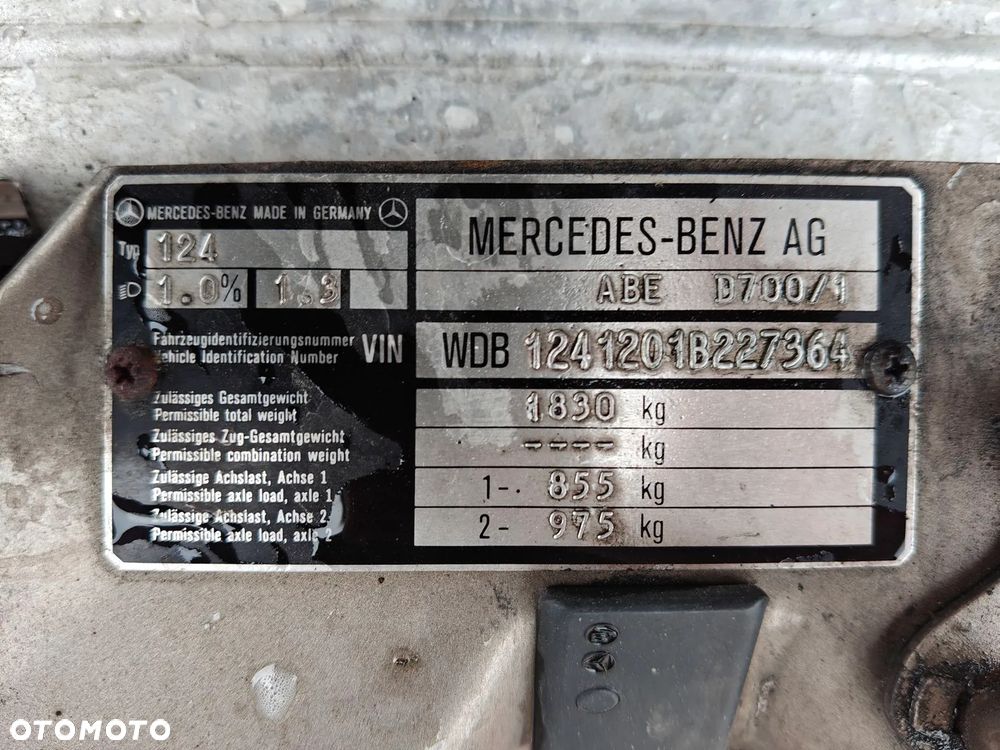 MERCEDES-BENZ MADE IN GERMANY
MERCEDES-BENZ AG
Typ 124
1.0% 1.3
ABE D700/1
Fahrzeugidentifizierungsnummer
Vehicle Identification Number
VIN
WDB 1241201B227364
Zulässiges Gesamtgewicht
Permissible total weight
1830 kg
Zulässiges Zug-Gesamtgewicht
Permissible combination weight
---- kg
Zulässige Achslast, Achse 1
Permissible axle load, axle 1
1-. 855 kg
Zulässige Achslast, Achse 2
Permissible axle load, axle 2
2- 975 kg
OTOMOTO